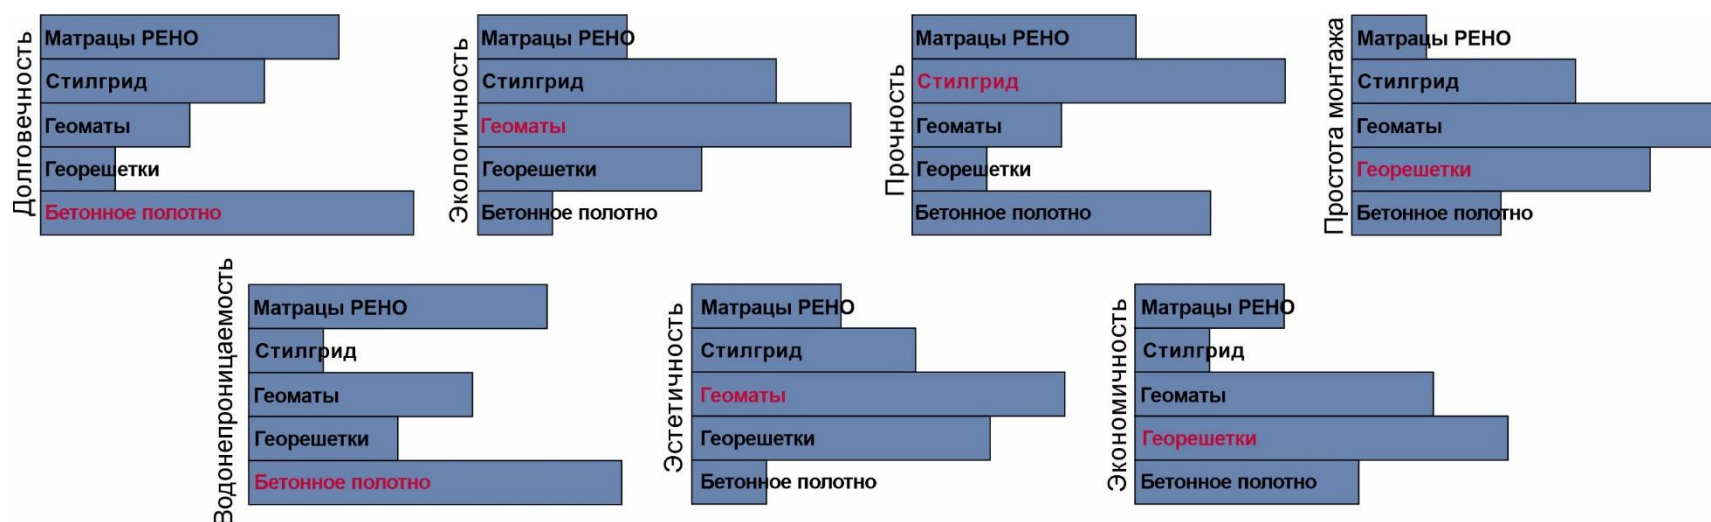 Долговечность
Матрацы РЕНО
Стилгрид
Геоматы
Георешетки
Бетонное полотно
Экологичность
Матрацы РЕНО
Стилгрид
Геоматы
Георешетки
Бетонное полотно
Прочность
Матрацы РЕНО
Стилгрид
Геоматы
Георешетки
Бетонное полотно
Простота монтажа
Матрацы РЕНО
Стилгрид
Геоматы
Георешетки
Бетонное полотно
Водонепроницаемость
Матрацы РЕНО
Стилгрид
Геоматы
Георешетки
Бетонное полотно
Эстетичность
Матрацы РЕНО
Стилгрид
Геоматы
Георешетки
Бетонное полотно
Экономичность
Матрацы РЕНО
Стилгрид
Геоматы
Георешетки
Бетонное полотно